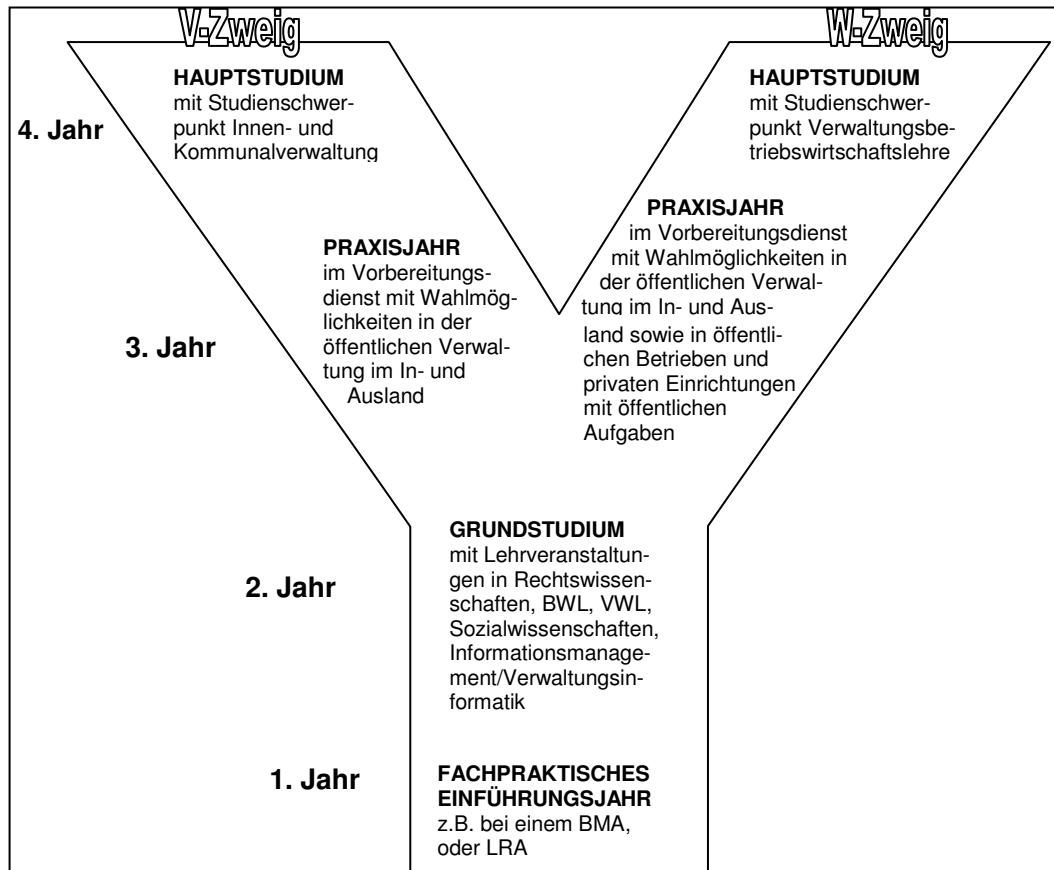 V-Zweig
W-Zweig
4. Jahr
HAUPTSTUDIUM
mit Studienschwer-
punkt Innen- und
Kommunalverwaltung
HAUPTSTUDIUM
mit Studienschwer-
punkt Verwaltungsbe-
triebswirtschaftslehre
3. Jahr
PRAXISJAHR
im Vorbereitungs-
dienst mit Wahlmög-
lichkeiten in der
öffentlichen Verwal-
tung im In- und
Ausland
PRAXISJAHR
im Vorbereitungsdienst
mit Wahlmöglichkeiten in
der öffentlichen Verwal-
tung im In- und Aus-
land sowie in öffentli-
chen Betrieben und
privaten Einrichtungen
mit öffentlichen
Aufgaben
2. Jahr
GRUNDSTUDIUM
mit Lehrveranstaltun-
gen in Rechtswissen-
schaften, BWL, VWL,
Sozialwissenschaften,
Informationsmanage-
ment/Verwaltungsin-
formatik
1. Jahr
FACHPRAKTISCHES
EINFÜHRUNGSJAHR
z.B. bei einem BMA,
oder LRA